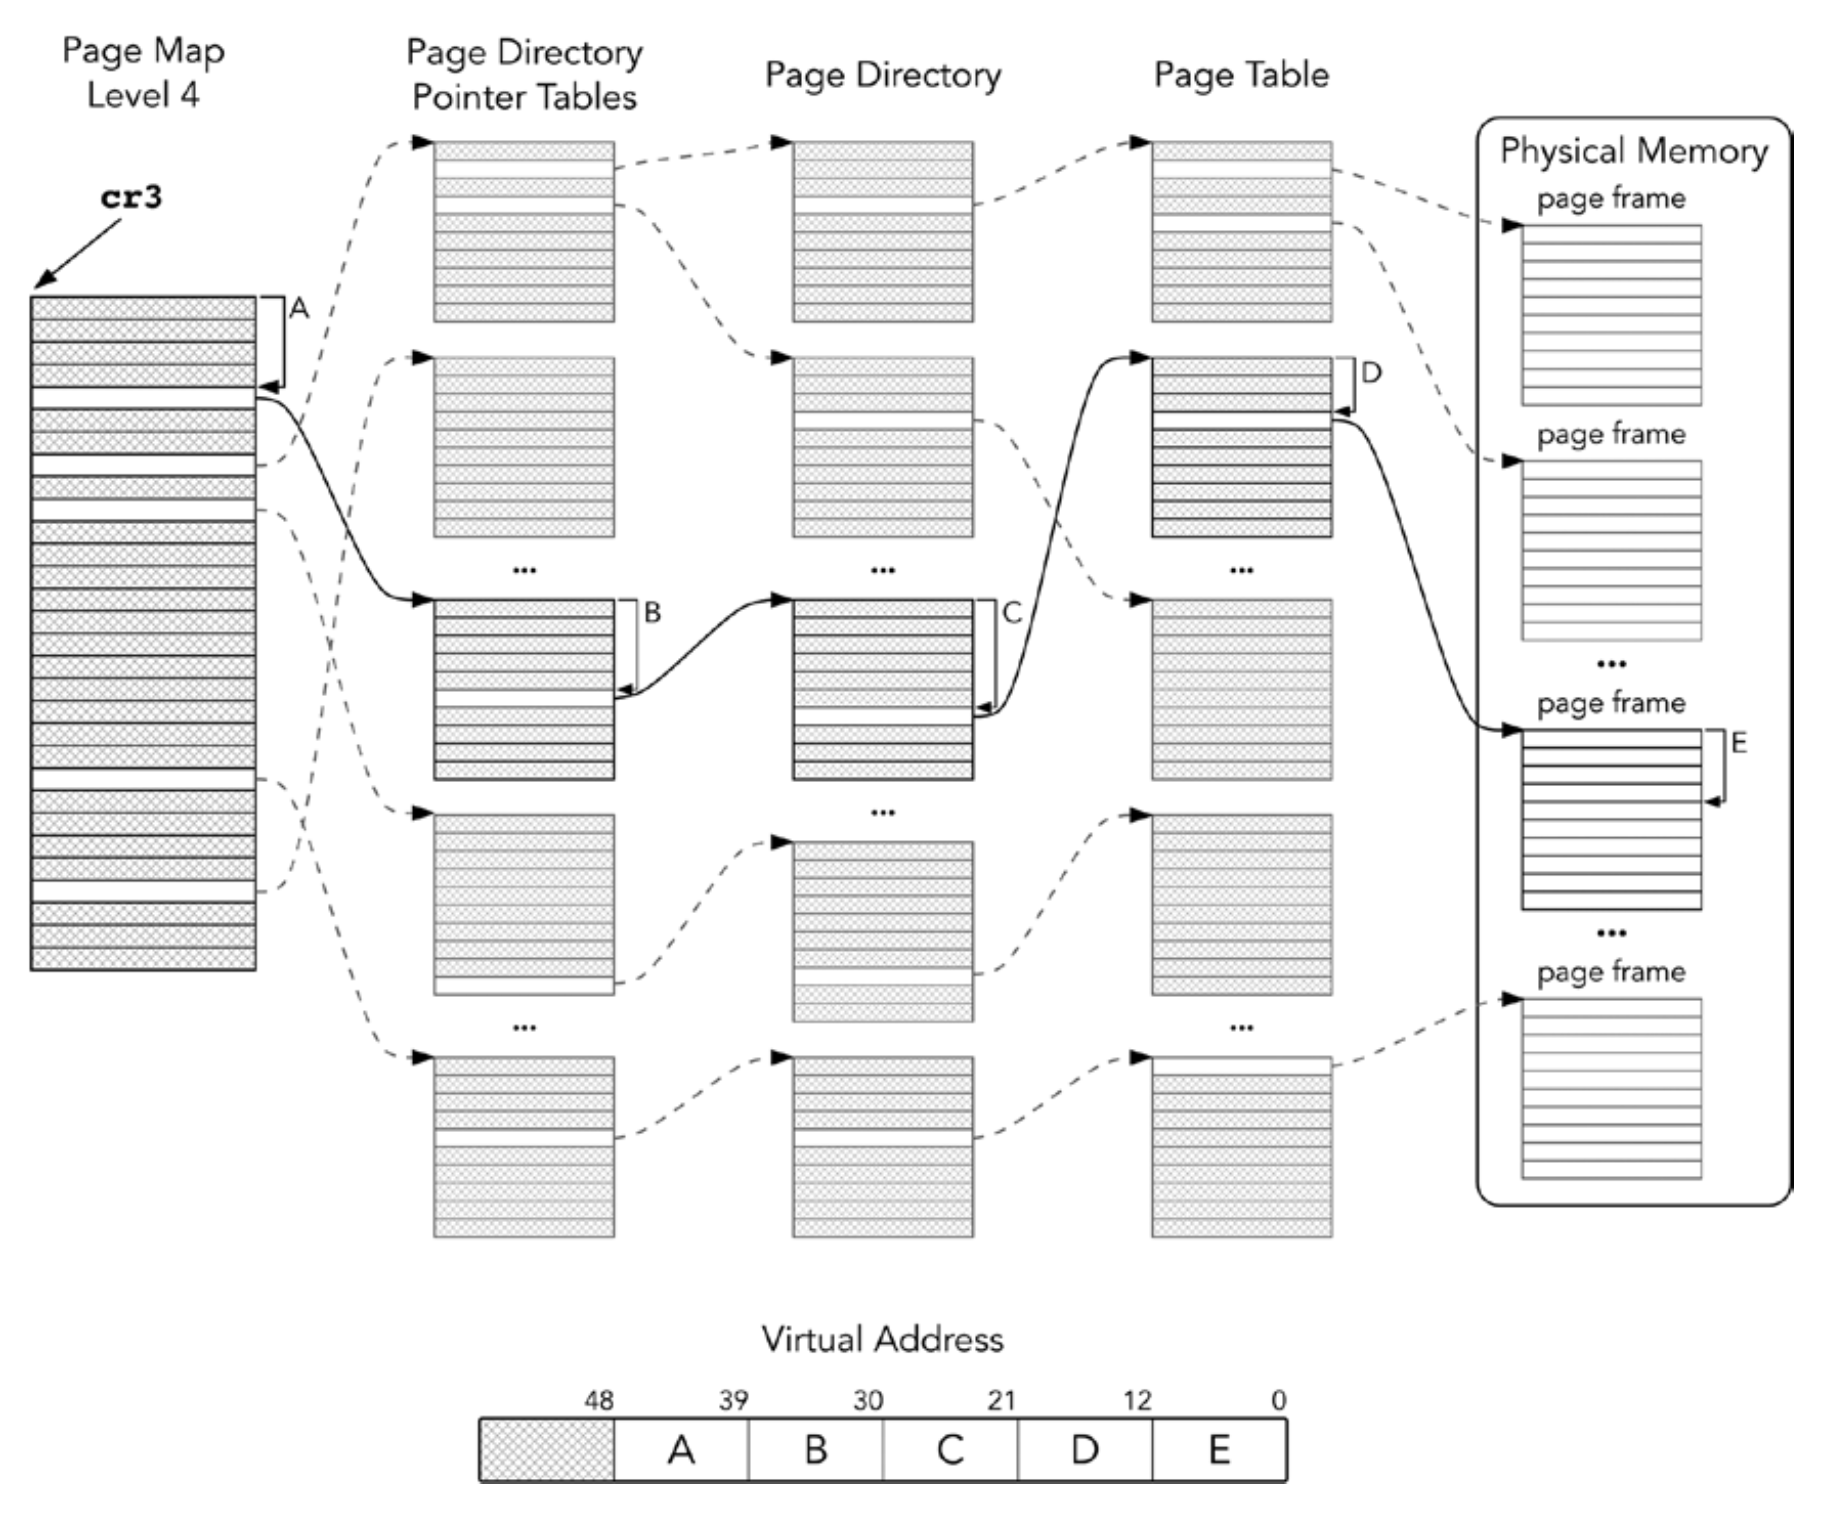 Page Map
Level 4
Page Directory
Pointer Tables
Page Directory
Page Table
Physical Memory
cr3
page frame
A
D
page frame
...
...
...
B
C
...
page frame
E
...
...
...
...
page frame
Virtual Address
48 39 30 21 12 0
A B C D E